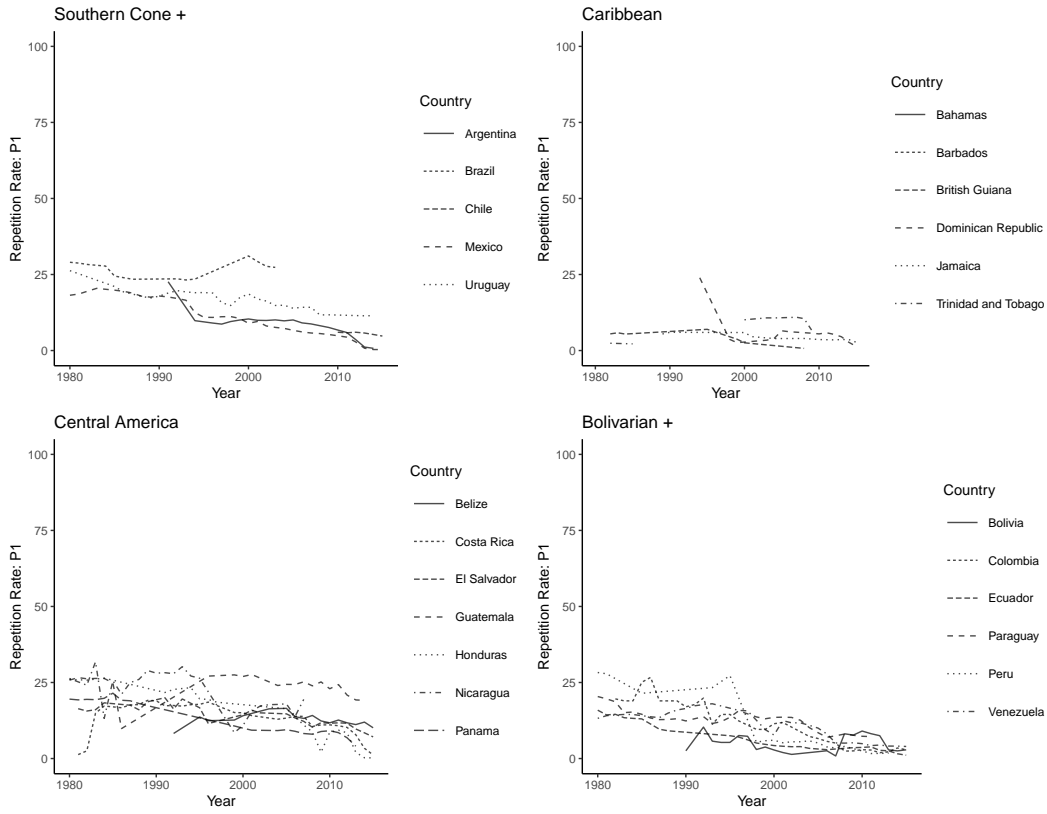 Southern Cone +
100
75
50
25
0
Repetition Rate: P1
1980
1990
2000
2010
Year
Country
Argentina
Brazil
Chile
Mexico
Uruguay
Caribbean
100
75
50
25
0
Repetition Rate: P1
1980
1990
2000
2010
Year
Country
Bahamas
Barbados
British Guiana
Dominican Republic
Jamaica
Trinidad and Tobago
Central America
100
75
50
25
0
Repetition Rate: P1
1980
1990
2000
2010
Year
Country
Belize
Costa Rica
El Salvador
Guatemala
Honduras
Nicaragua
Panama
Bolivarian +
100
75
50
25
0
Repetition Rate: P1
1980
1990
2000
2010
Year
Country
Bolivia
Colombia
Ecuador
Paraguay
Peru
Venezuela